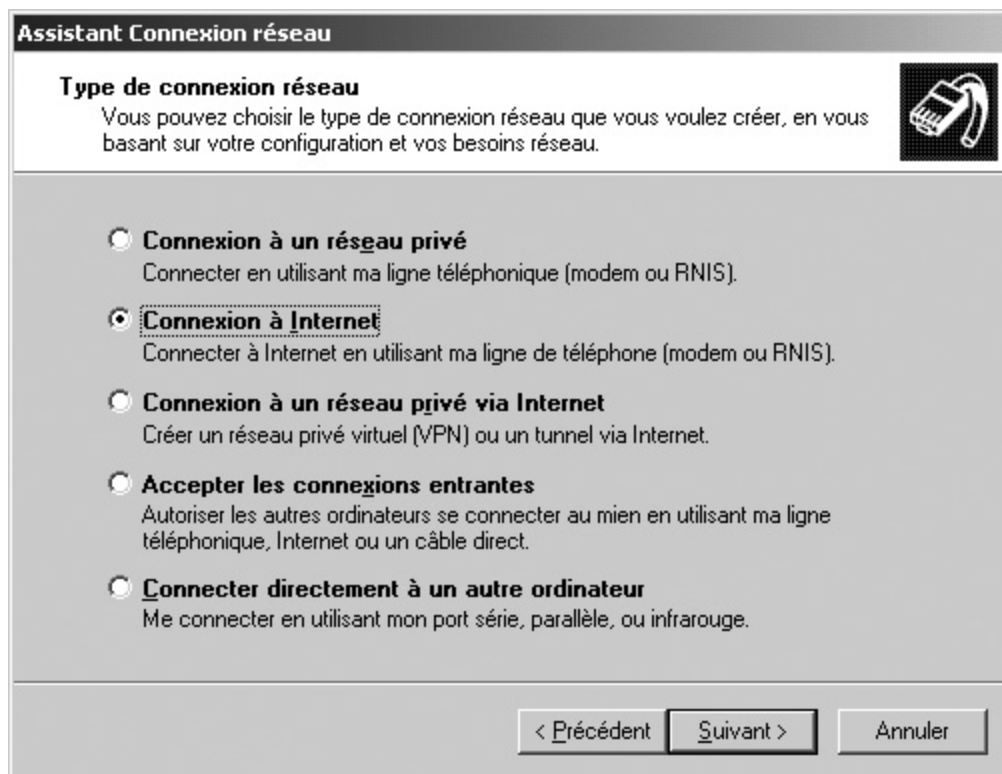 Assistant Connexion réseau
Type de connexion réseau
Vous pouvez choisir le type de connexion réseau que vous voulez créer, en vous
basant sur votre configuration et vos besoins réseau.
Connexion à un réseau privé
Connecter en utilisant ma ligne téléphonique (modem ou RNIS).
Connexion à Internet
Connecter à Internet en utilisant ma ligne de téléphone (modem ou RNIS).
Connexion à un réseau privé via Internet
Créer un réseau privé virtuel (VPN) ou un tunnel via Internet.
Accepter les connexions entrantes
Autoriser les autres ordinateurs se connecter au mien en utilisant ma ligne
téléphonique, Internet ou un câble direct.
Connecter directement à un autre ordinateur
Me connecter en utilisant mon port série, parallèle, ou infrarouge.
< Précédent Suivant > Annuler